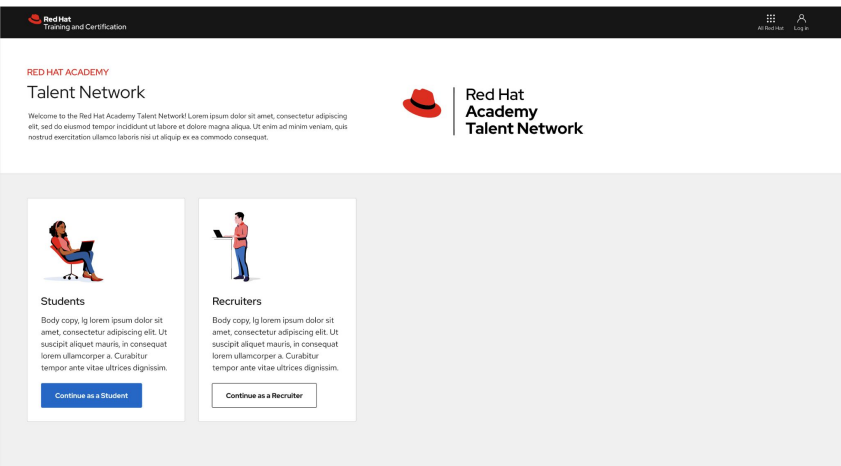 Red Hat
Training and Certification
All Red Hat
Log in
RED HAT ACADEMY
Talent Network
Welcome to the Red Hat Academy Talent Network! Lorem ipsum dolor sit amet, consectetur adipiscing
elit, sed do eiusmod tempor incididunt ut labore et dolore magna aliqua. Ut enim ad minim veniam, quis
nostrud exercitation ullamco laboris nisi ut aliquip ex ea commodo consequat.
Red Hat
Academy
Talent Network
Students
Body copy, lg lorem ipsum dolor sit
amet, consectetur adipiscing elit. Ut
suscipit aliquet mauris, in consequat
lorem ullamcorper a. Curabitur
tempor ante vitae ultrices dignissim.
Continue as a Student
Recruiters
Body copy, lg lorem ipsum dolor sit
amet, consectetur adipiscing elit. Ut
suscipit aliquet mauris, in consequat
lorem ullamcorper a. Curabitur
tempor ante vitae ultrices dignissim.
Continue as a Recruiter